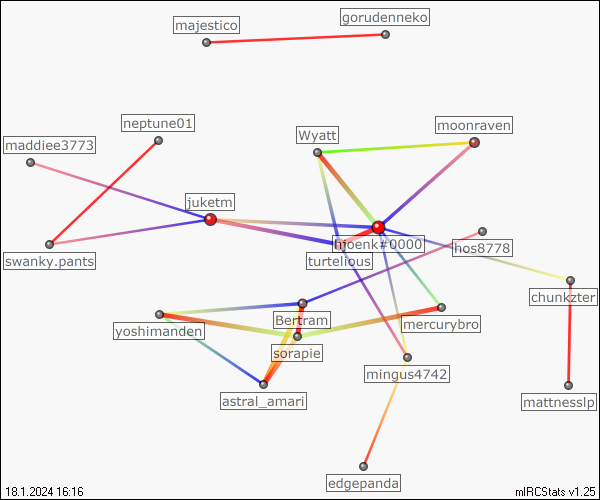 gorudenneko
majestico
neptune01
moonraven
Wyatt
maddiee3773
juketm
hjoenk#0000
hos8778
swanky.pants
turtelious
chunkzter
Bertram
mercurybro
yoshimanden
sorapie
mingus4742
astral_amari
mattnesslp
edgepanda
18.1.2024 16:16
mIRCStats v1.25